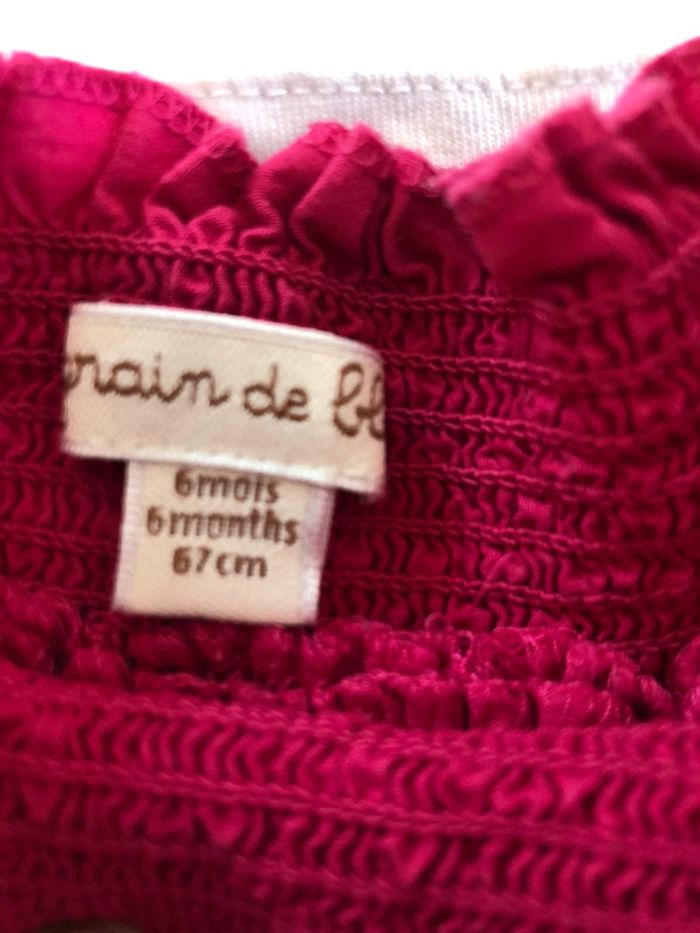 rain de bl
6mois
6months
67cm